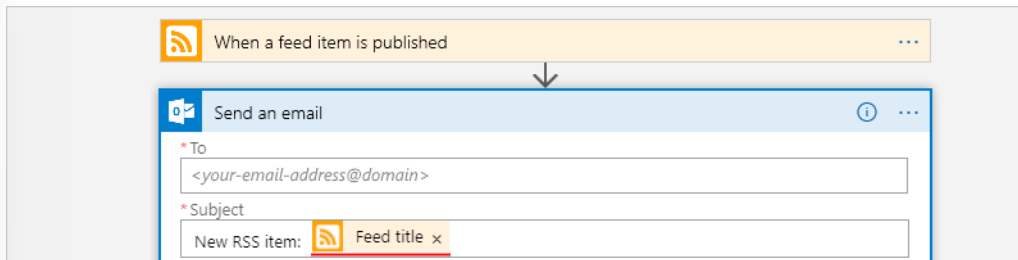 When a feed item is published
Send an email
* To
<your-email-address@domain>
* Subject
New RSS item: Feed title ×